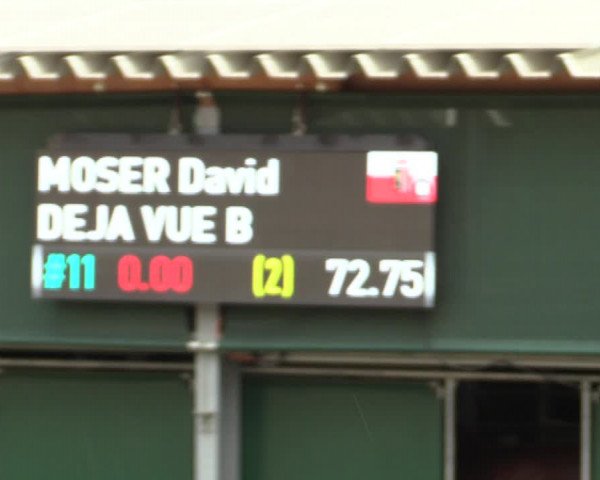 MOSER David
DEJA VUE B
#11 0.00 (2) 72.75